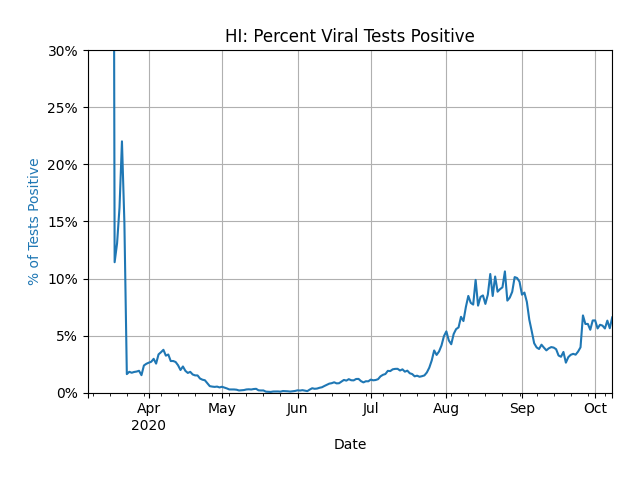 HI: Percent Viral Tests Positive
30%
25%
20%
15%
10%
5%
0%
% of Tests Positive
Apr May Jun Jul Aug Sep Oct
2020
Date